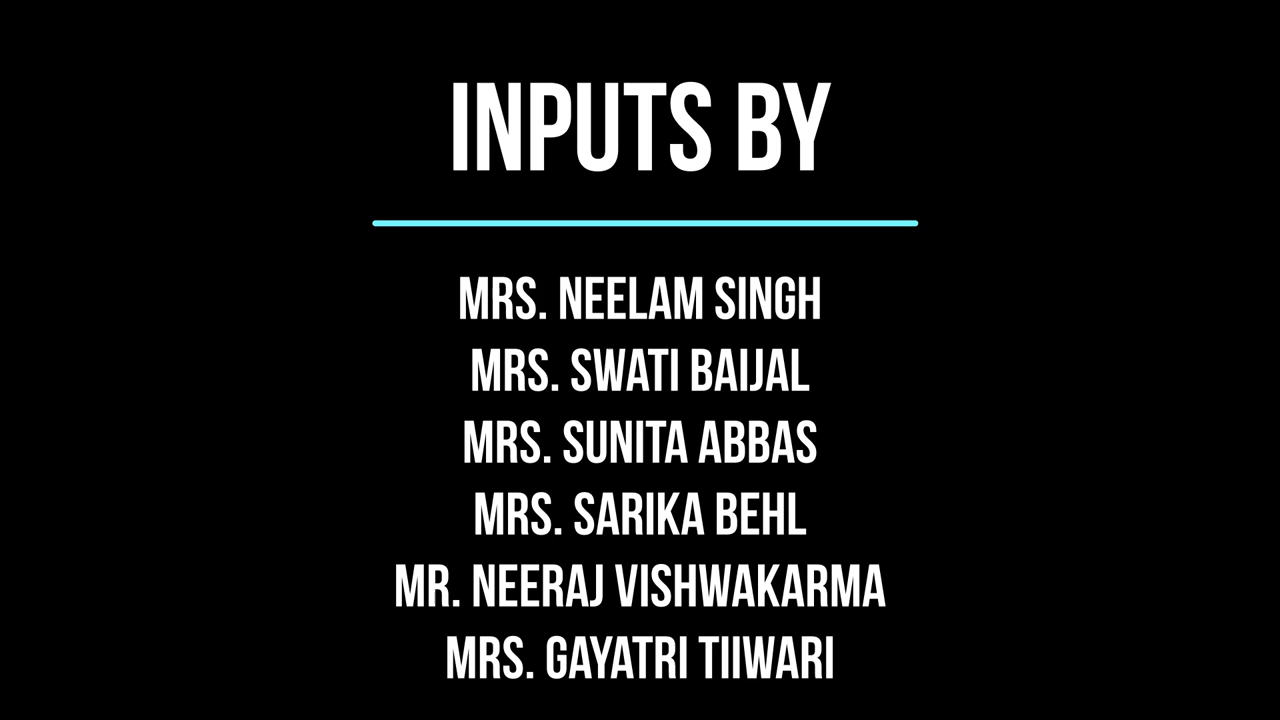 INPUTS BY
MRS. NEELAM SINGH
MRS. SWATI BAIJAL
MRS. SUNITA ABBAS
MRS. SARIKA BEHL
MR. NEERAJ VISHWAKARMA
MRS. GAYATRI TIIWARI